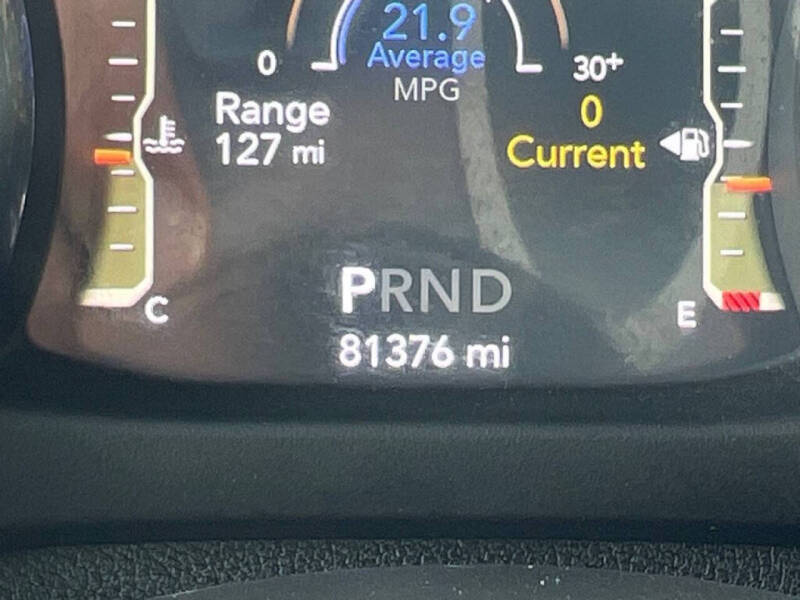 21.9
Average
MPG
0
30+
Range
127 mi
0
Current
C
E
PRND
81376 mi